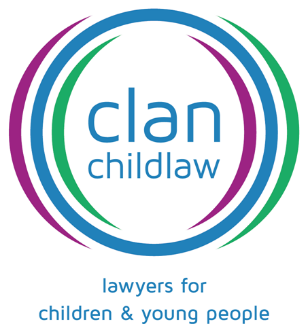 clan
childlaw
lawyers for
children & young people